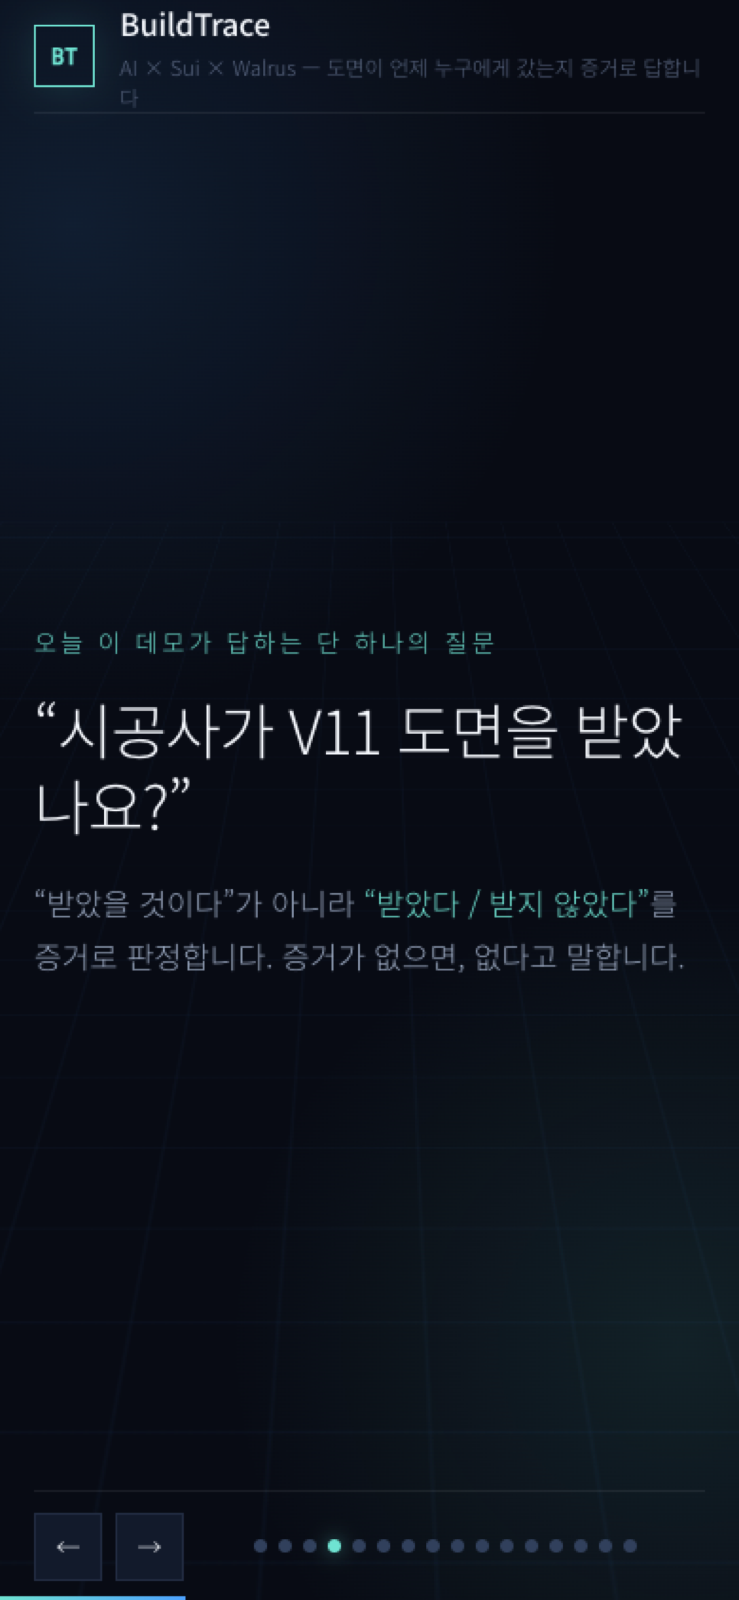 BT
BuildTrace
AI × Sui × Walrus — 도면이 언제 누구에게 갔는지 증거로 답합니
다
오늘 이 데모가 답하는 단 하나의 질문
“시공사가 V11 도면을 받았
나요?”
“받았을 것이다”가 아니라 “받았다 / 받지 않았다”를
증거로 판정합니다. 증거가 없으면, 없다고 말합니다.
← →